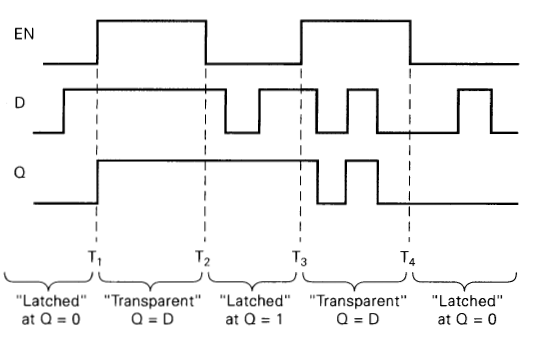 EN
D
Q
T1 T2 T3 T4
"Latched" "Transparent" "Latched" "Transparent" "Latched"
at Q = 0 Q = D at Q = 1 Q = D at Q = 0